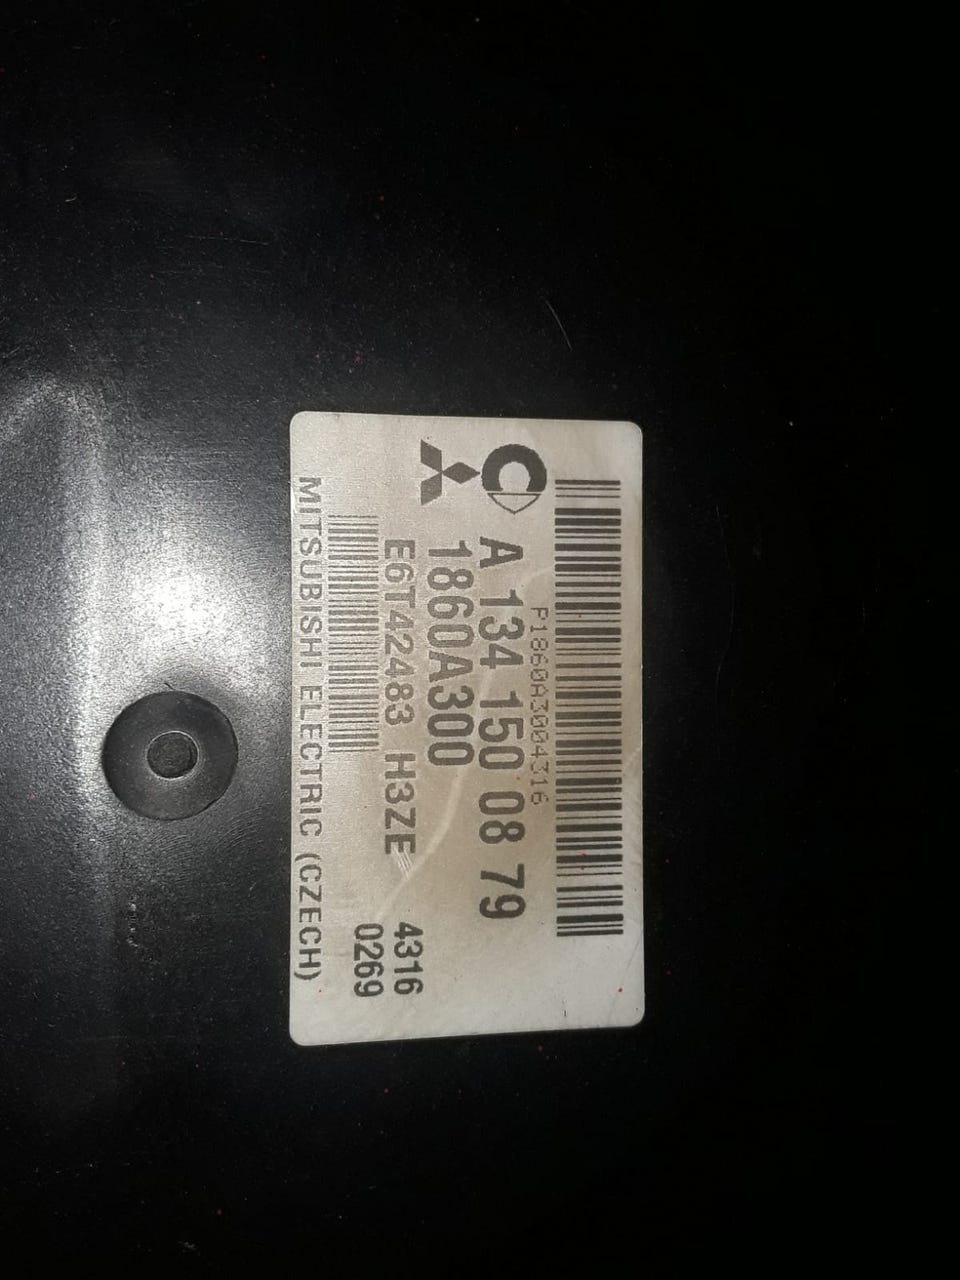 P1860A3004316
A 134 150 08 79
1860A300
E6T42483 H3ZE
4316
0269
MITSUBISHI ELECTRIC (CZECH)